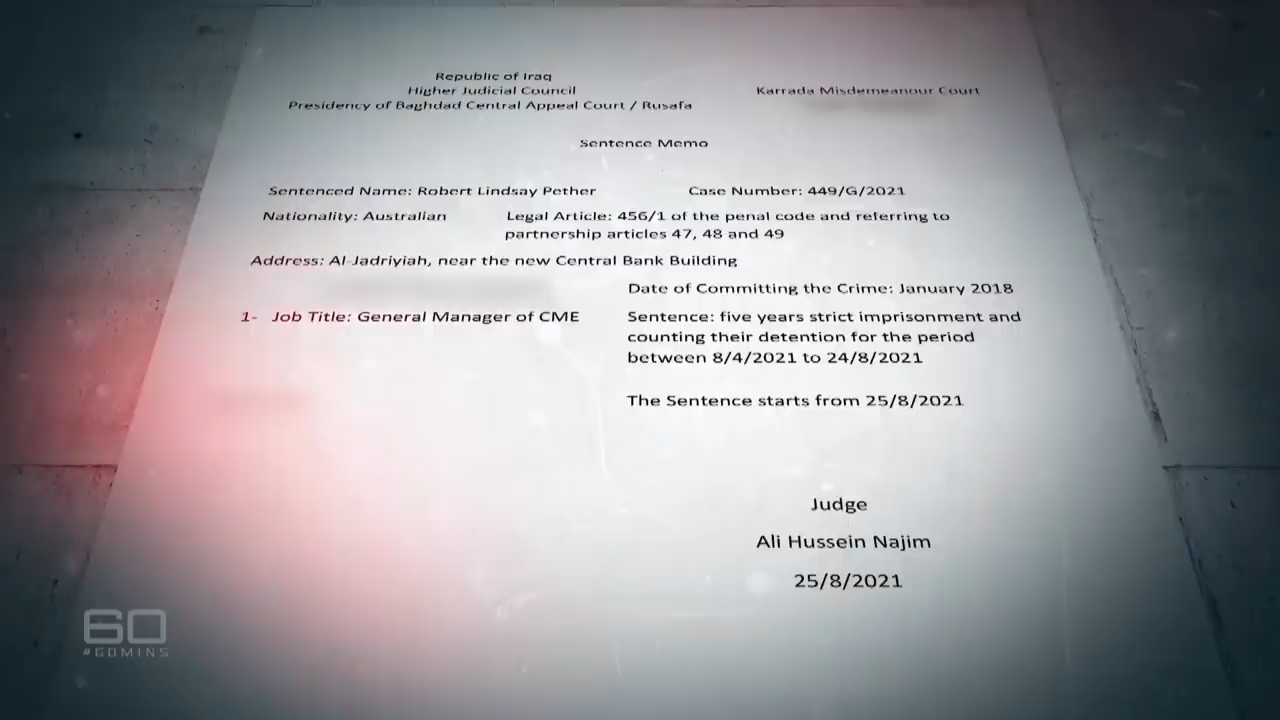 Republic of Iraq
Higher Judicial Council
Karrada Misdemeanour Court
Presidency of Baghdad Central Appeal Court / Rusafa
Sentence Memo
Sentenced Name: Robert Lindsay Pether
Case Number: 449/G/2021
Nationality: Australian
Legal Article: 456/1 of the penal code and referring to
partnership articles 47, 48 and 49
Address: Al-Jadriyiah, near the new Central Bank Building
Date of Committing the Crime: January 2018
1- Job Title: General Manager of CME
Sentence: five years strict imprisonment and
counting their detention for the period
between 8/4/2021 to 24/8/2021
The Sentence starts from 25/8/2021
Judge
Ali Hussein Najim
25/8/2021
60
#60MINS